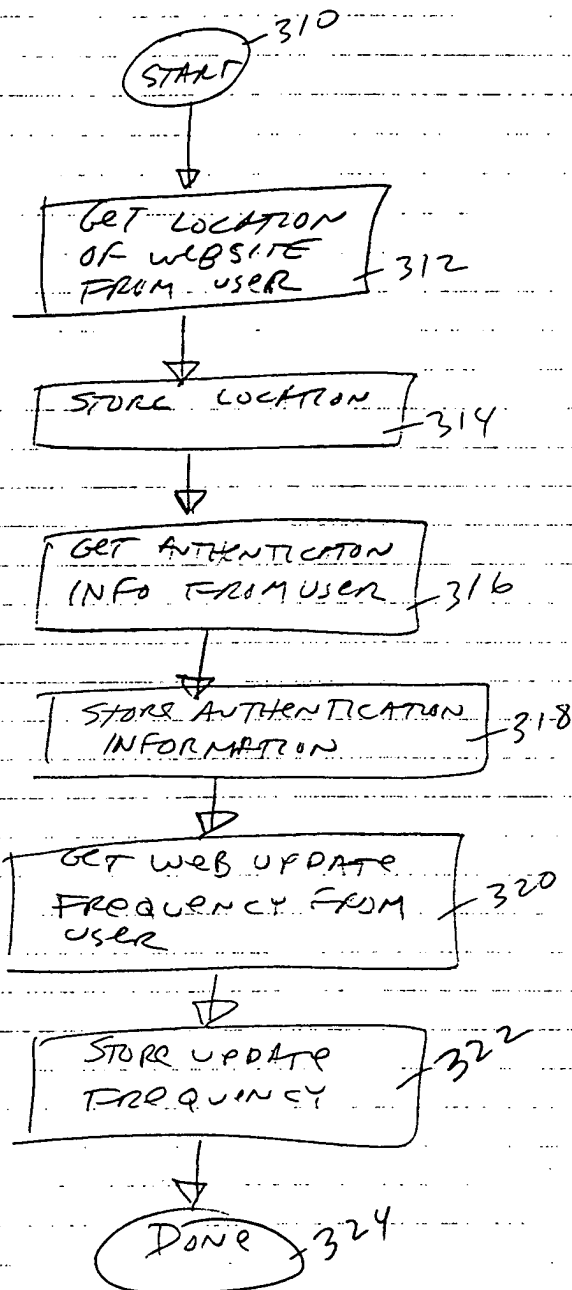 310
START
GET LOCATION
OF WEBSITE
FROM USER
312
STORE LOCATION
314
GET AUTHENTICATON
INFO FROM USER
316
STORE AUTHENTICATION
INFORMATION
318
GET WEB UPDATE
FREQUENCY FROM
USER
320
STORE UPDATE
FREQUENCY
322
DONE
324